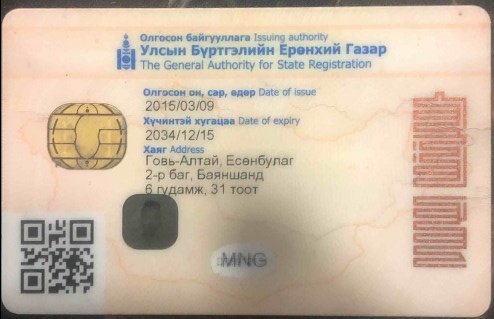 Олгосон байгууллага Issuing authority
Улсын Бүртгэлийн Ерөнхий Газар
The General Authority for State Registration
Олгосон он, сар, өдөр Date of issue
2015/03/09
Хүчинтэй хугацаа Date of expiry
2034/12/15
Хаяг Address
Говь-Алтай, Есөнбулаг
2-р баг, Баяншанд
6 гудамж, 31 тоот
MNG